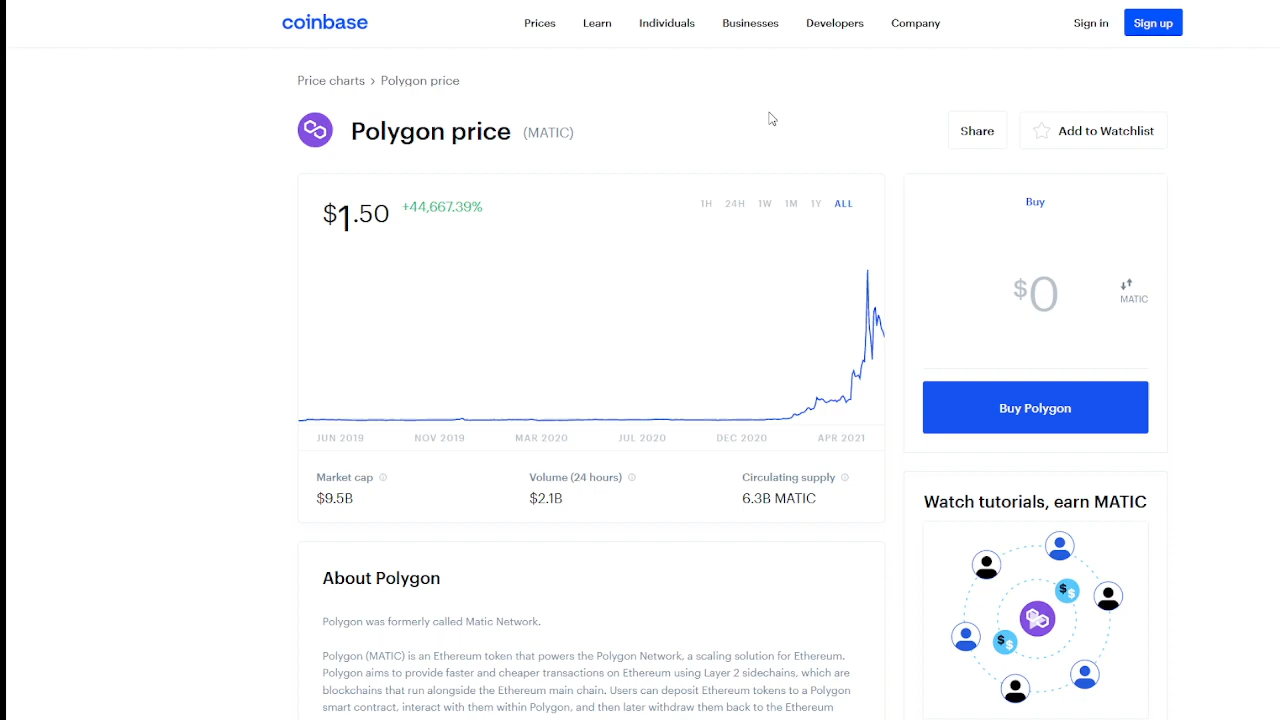 coinbase
Prices Learn Individuals Businesses Developers Company Sign in Sign up
Price charts › Polygon price
Polygon price (MATIC)
Share
Add to Watchlist
$1.50 +44,667.39%
1H 24H 1W 1M 1Y ALL
Buy
$0
MATIC
Buy Polygon
JUN 2019 NOV 2019 MAR 2020 JUL 2020 DEC 2020 APR 2021
Market cap Volume (24 hours) Circulating supply
$9.5B $2.1B 6.3B MATIC
Watch tutorials, earn MATIC
$ $
$ $
About Polygon
Polygon was formerly called Matic Network.
Polygon (MATIC) is an Ethereum token that powers the Polygon Network, a scaling solution for Ethereum.
Polygon aims to provide faster and cheaper transactions on Ethereum using Layer 2 sidechains, which are
blockchains that run alongside the Ethereum main chain. Users can deposit Ethereum tokens to a Polygon
smart contract, interact with them within Polygon, and then later withdraw them back to the Ethereum